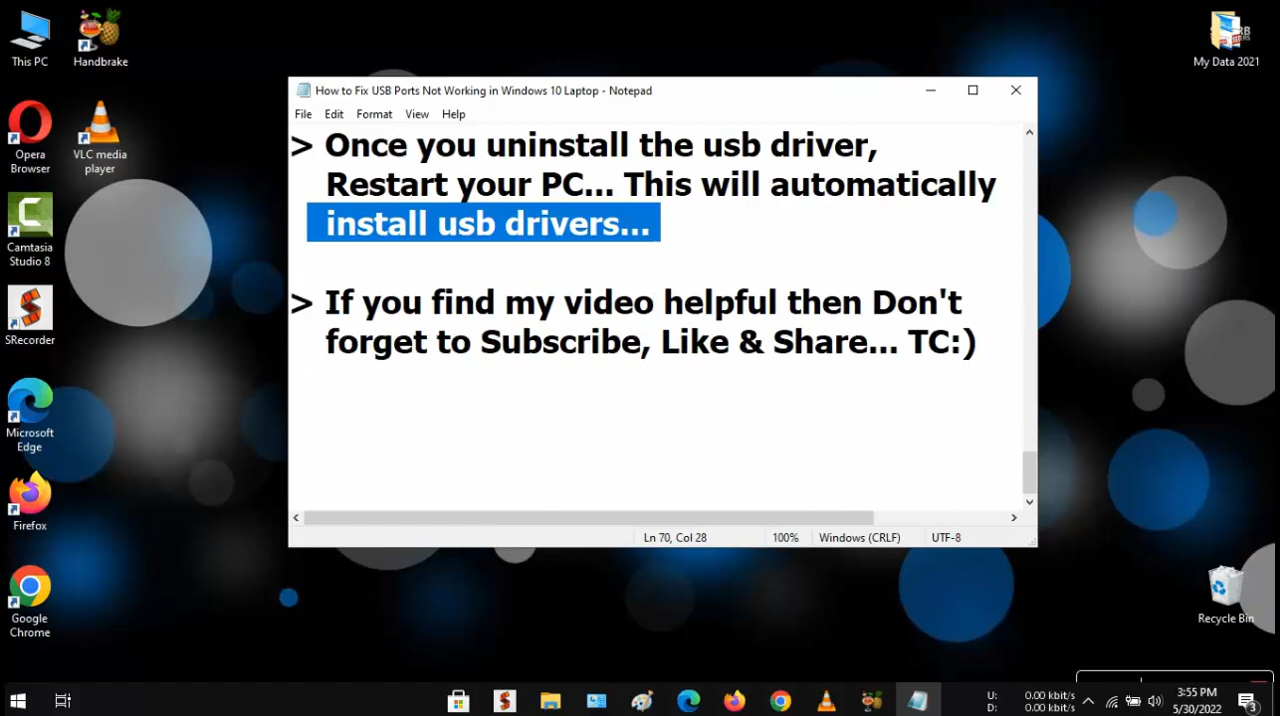 This PC
Handbrake
Opera
Browser
VLC media
player
Camtasia
Studio 8
SRecorder
Microsoft
Edge
Firefox
Google
Chrome
My Data 2021
Recycle Bin
How to Fix USB Ports Not Working in Windows 10 Laptop - Notepad
File Edit Format View Help
> Once you uninstall the usb driver,
Restart your PC... This will automatically
install usb drivers...
> If you find my video helpful then Don't
forget to Subscribe, Like & Share... TC:)
Ln 70, Col 28 100% Windows (CRLF) UTF-8
U: 0.00 kbit/s
D: 0.00 kbit/s
3:55 PM
5/30/2022
3